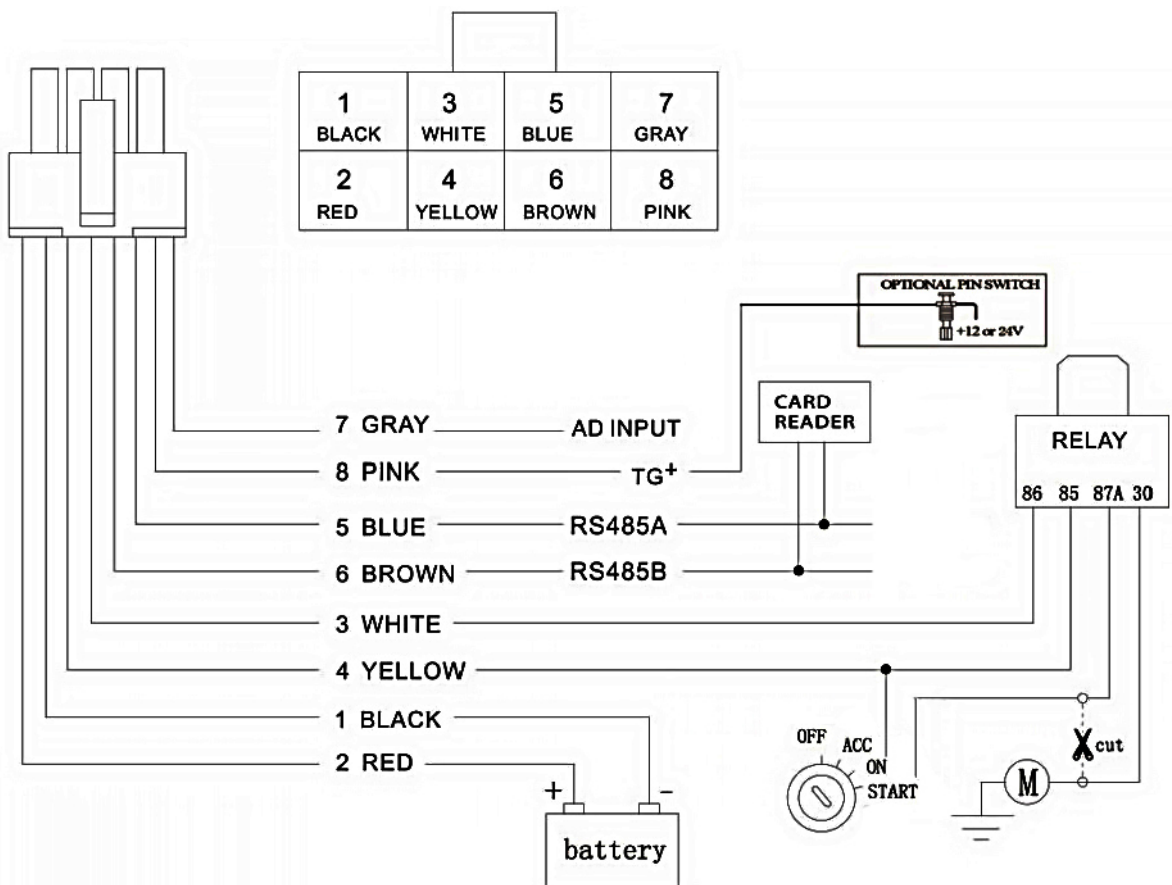 1 3 5 7
BLACK WHITE BLUE GRAY
2 4 6 8
RED YELLOW BROWN PINK
OPTIONAL PIN SWITCH
+12 or 24V
CARD
READER
RELAY
86 85 87A 30
7 GRAY AD INPUT
8 PINK TG+
5 BLUE RS485A
6 BROWN RS485B
3 WHITE
4 YELLOW
1 BLACK
2 RED
OFF ACC
ON
START
cut
M
+ -
battery